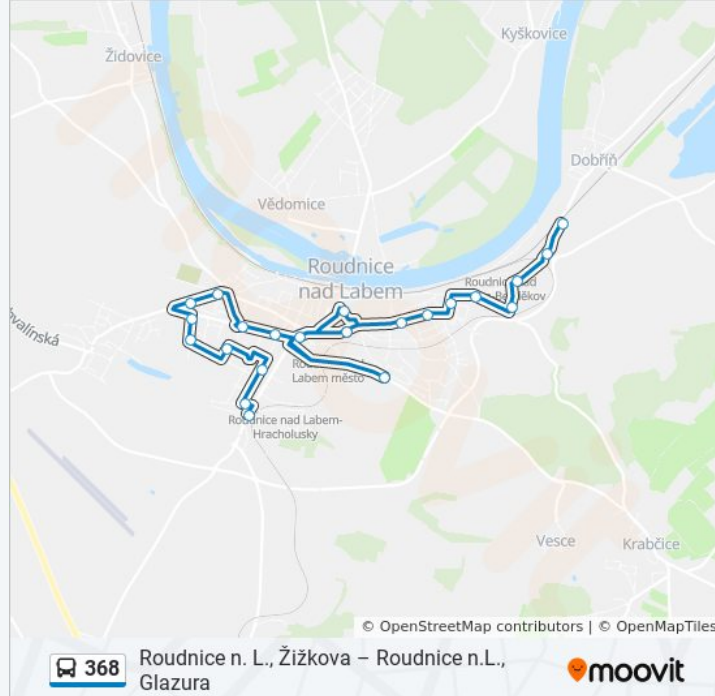 Kyškovice
Židovice
Dobříň
Vědomice
Roudnice
nad Labem
Labem město
Roudnice nad Labem-
Hracholusky
Vesce
Krabčice
© OpenStreetMap contributors | © OpenMapTiles
368
Roudnice n. L., Žižkova – Roudnice n.L.,
Glazura
moovit